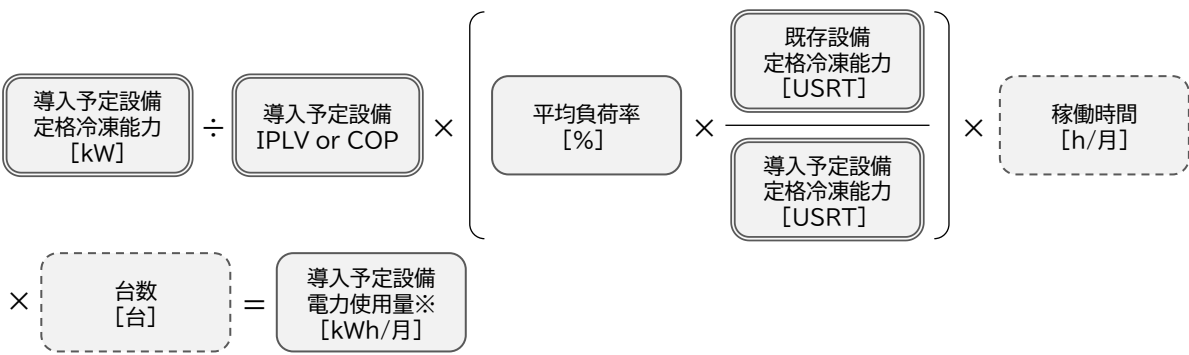 導入予定設備
定格冷凍能力
[kW]
÷
導入予定設備
IPLV or COP
×
平均負荷率
[%]
×
既存設備
定格冷凍能力
[USRT]
導入予定設備
定格冷凍能力
[USRT]
×
稼働時間
[h/月]
×
台数
[台]
=
導入予定設備
電力使用量※
[kWh/月]